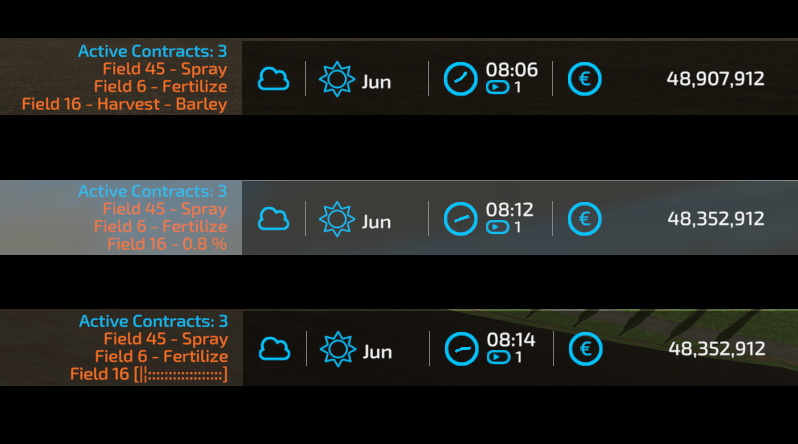 Active Contracts: 3
Field 45 - Spray
Field 6 - Fertilize
Field 16 - Harvest - Barley
Jun
08:06
1
€
48,907,912
Active Contracts: 3
Field 45 - Spray
Field 6 - Fertilize
Field 16 - 0.8 %
Jun
08:12
1
€
48,352,912
Active Contracts: 3
Field 45 - Spray
Field 6 - Fertilize
Field 16 [|¦::::::::::::::::::]
Jun
08:14
1
€
48,352,912